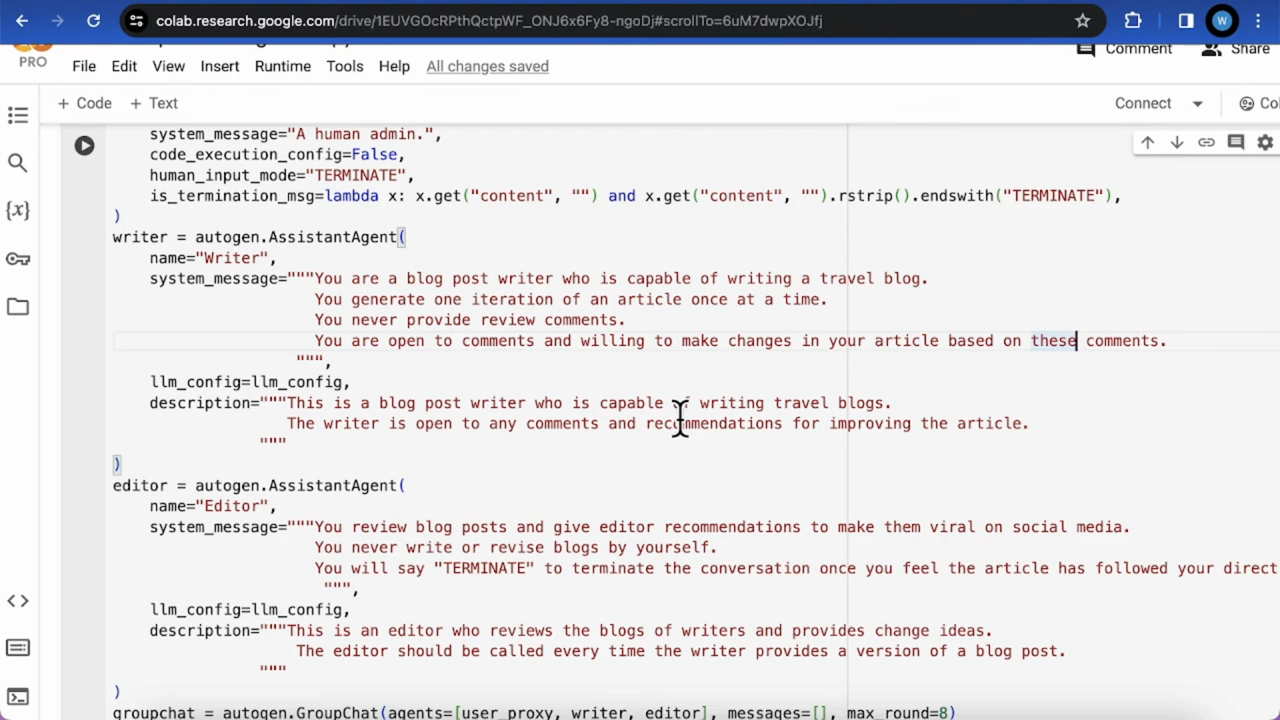 colab.research.google.com/drive/1EUVGOcRPthQctpWF_ONJ6x6Fy8-ngoDj#scrollTo=6uM7dwpXOJfj
W
PRO
File Edit View Insert Runtime Tools Help All changes saved
Comment Share
+ Code + Text
Connect
system_message="A human admin.",
code_execution_config=False,
human_input_mode="TERMINATE",
is_termination_msg=lambda x: x.get("content", "") and x.get("content", "").rstrip().endswith("TERMINATE"),
)
writer = autogen.AssistantAgent(
name="Writer",
system_message="""You are a blog post writer who is capable of writing a travel blog.
You generate one iteration of an article once at a time.
You never provide review comments.
You are open to comments and willing to make changes in your article based on these comments.
""",
llm_config=llm_config,
description="""This is a blog post writer who is capable of writing travel blogs.
The writer is open to any comments and recommendations for improving the article.
"""
)
editor = autogen.AssistantAgent(
name="Editor",
system_message="""You review blog posts and give editor recommendations to make them viral on social media.
You never write or revise blogs by yourself.
You will say "TERMINATE" to terminate the conversation once you feel the article has followed your direct
""",
llm_config=llm_config,
description="""This is an editor who reviews the blogs of writers and provides change ideas.
The editor should be called every time the writer provides a version of a blog post.
"""
)
groupchat = autogen.GroupChat(agents=[user_proxy, writer, editor], messages=[], max_round=8)